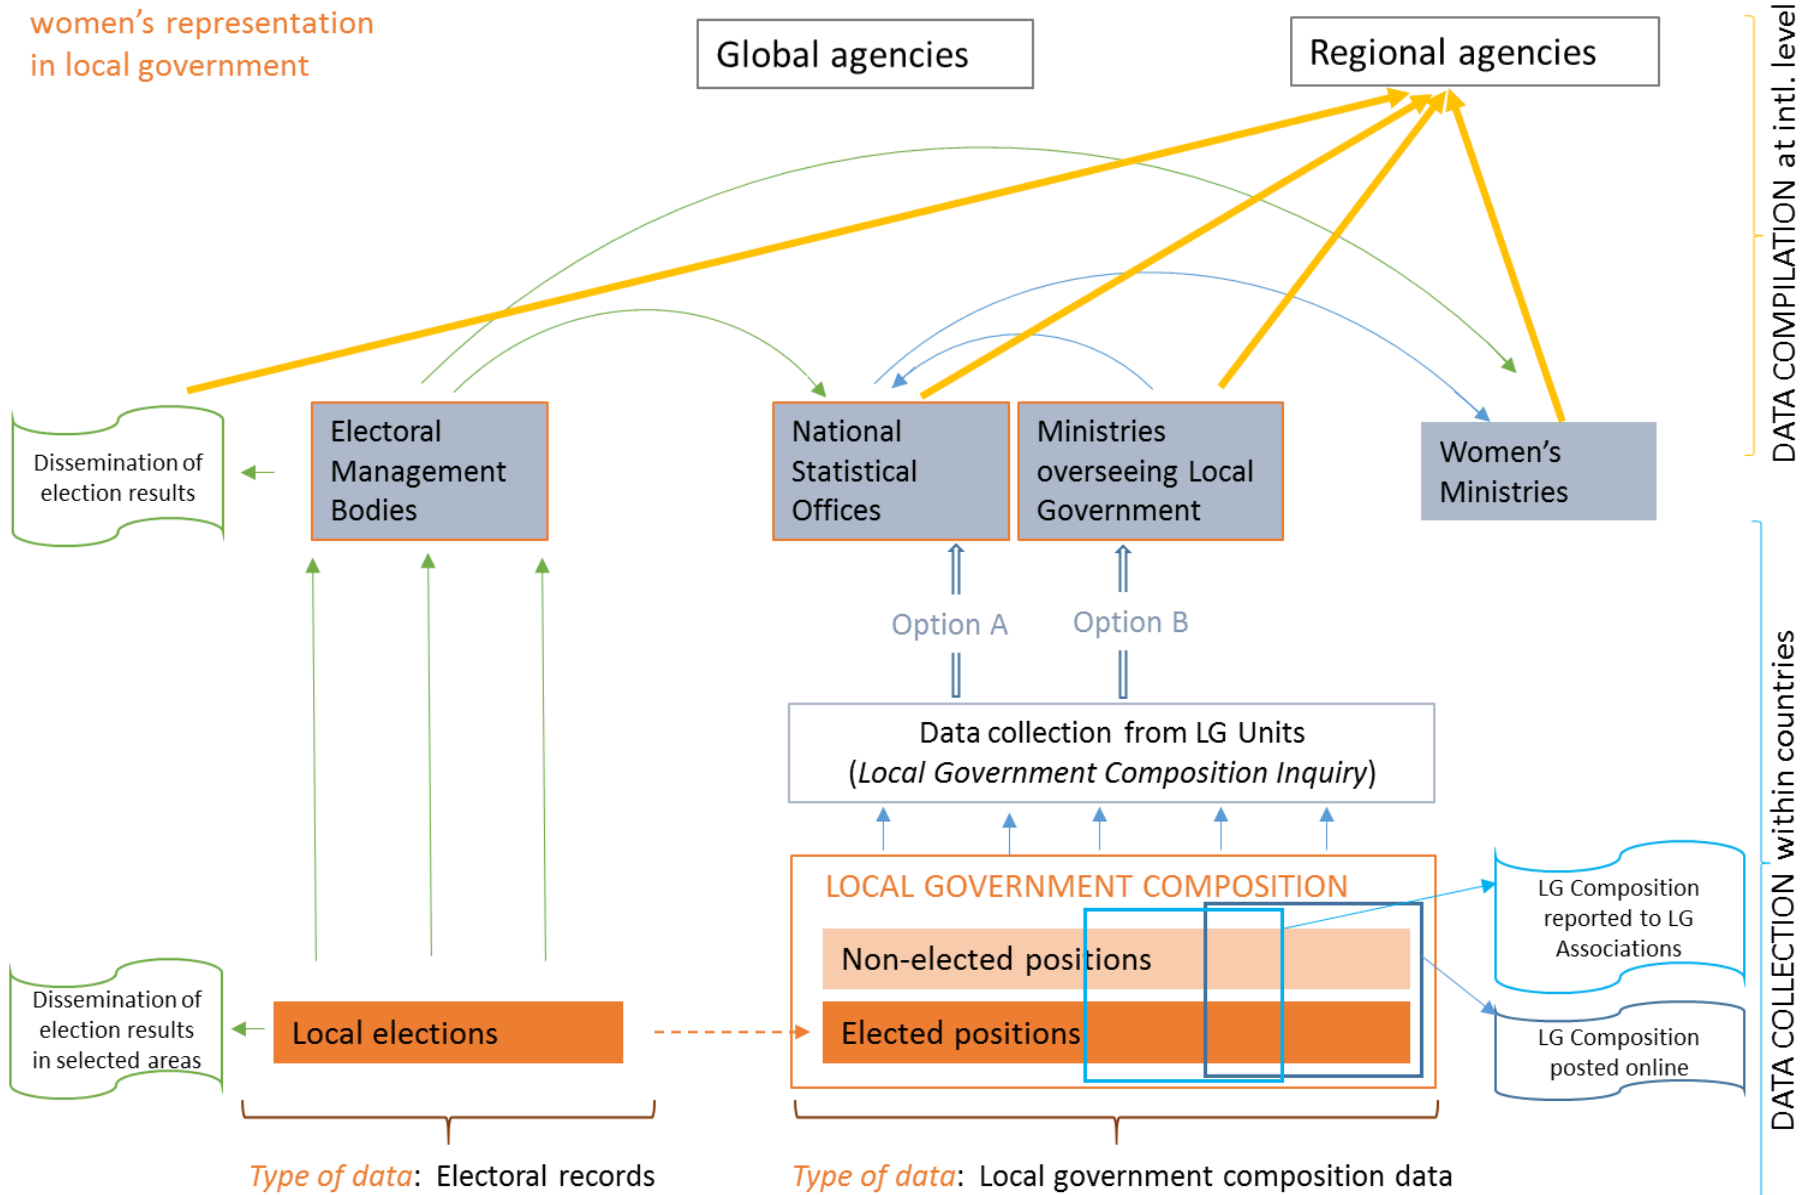 women’s representation
in local government
Global agencies
Regional agencies
DATA COMPILATION at intl. level
Dissemination of
election results
Electoral
Management
Bodies
National
Statistical
Offices
Ministries
overseeing Local
Government
Women’s
Ministries
Option A
Option B
Data collection from LG Units
(Local Government Composition Inquiry)
DATA COLLECTION within countries
LOCAL GOVERNMENT COMPOSITION
Non-elected positions
Elected positions
LG Composition
reported to LG
Associations
LG Composition
posted online
Dissemination of
election results
in selected areas
Local elections
Type of data: Electoral records
Type of data: Local government composition data